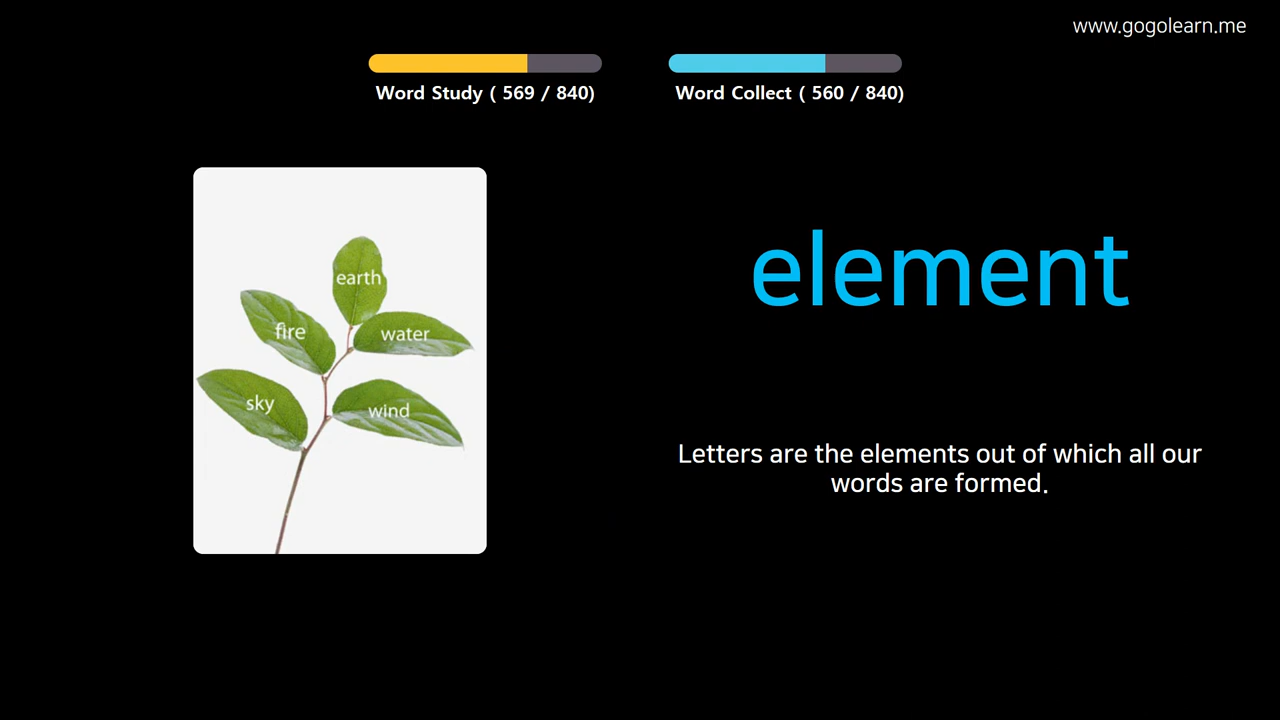 www.gogolearn.me
Word Study ( 569 / 840)
Word Collect ( 560 / 840)
earth
fire
water
sky
wind
element
Letters are the elements out of which all our
words are formed.